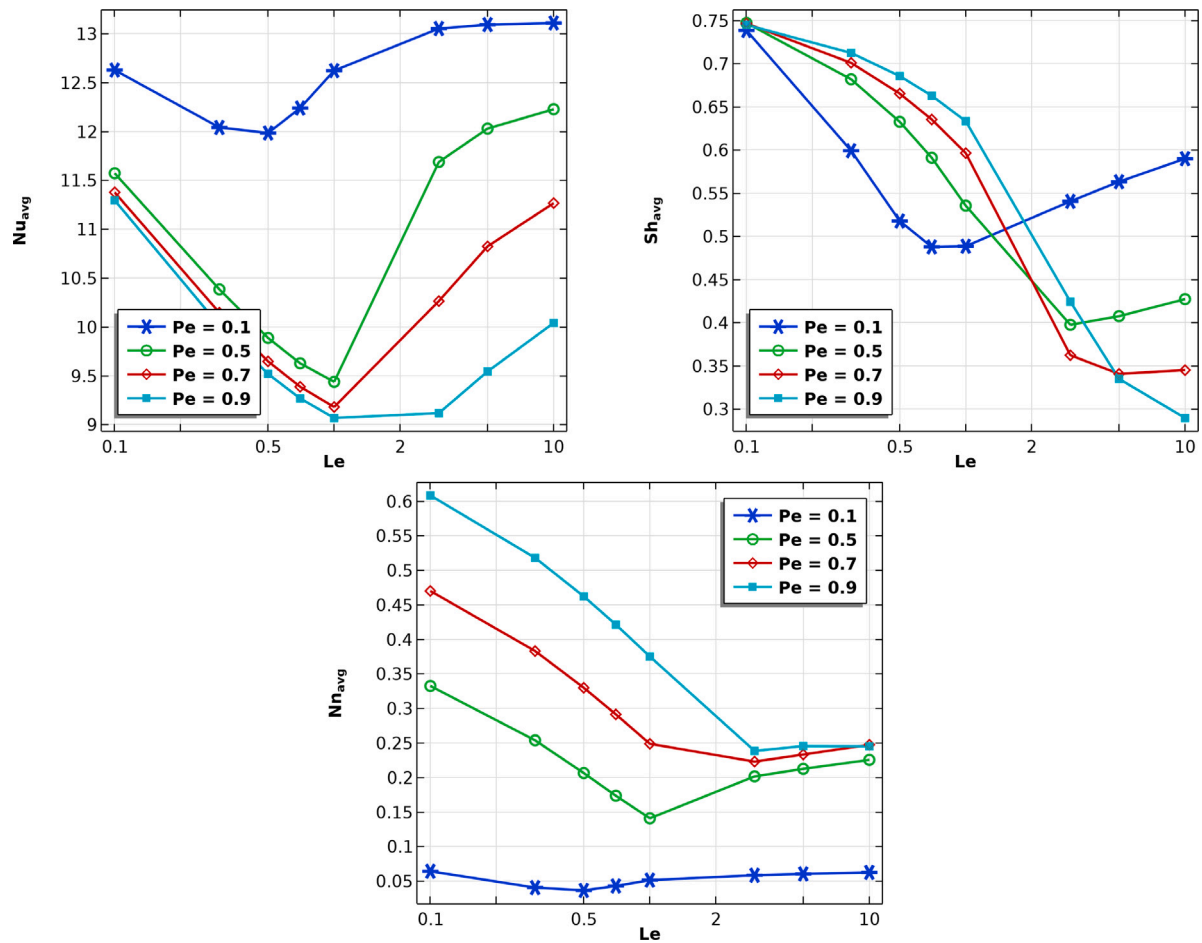 13
12.5
12
11.5
11
10.5
10
9.5
9
Nu_avg
Pe = 0.1
Pe = 0.5
Pe = 0.7
Pe = 0.9
0.1 0.5 1 2 10
Le
0.75
0.7
0.65
0.6
0.55
0.5
0.45
0.4
0.35
0.3
Sh_avg
Pe = 0.1
Pe = 0.5
Pe = 0.7
Pe = 0.9
0.1 0.5 1 2 10
Le
0.6
0.55
0.5
0.45
0.4
0.35
0.3
0.25
0.2
0.15
0.1
0.05
Nn_avg
Pe = 0.1
Pe = 0.5
Pe = 0.7
Pe = 0.9
0.1 0.5 1 2 10
Le